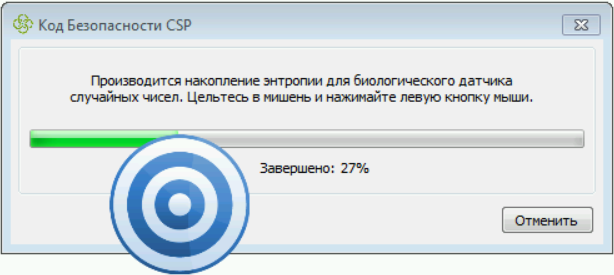 Код Безопасности CSP
Производится накопление энтропии для биологического датчика
случайных чисел. Цельтесь в мишень и нажимайте левую кнопку мыши.
Завершено: 27%
Отменить